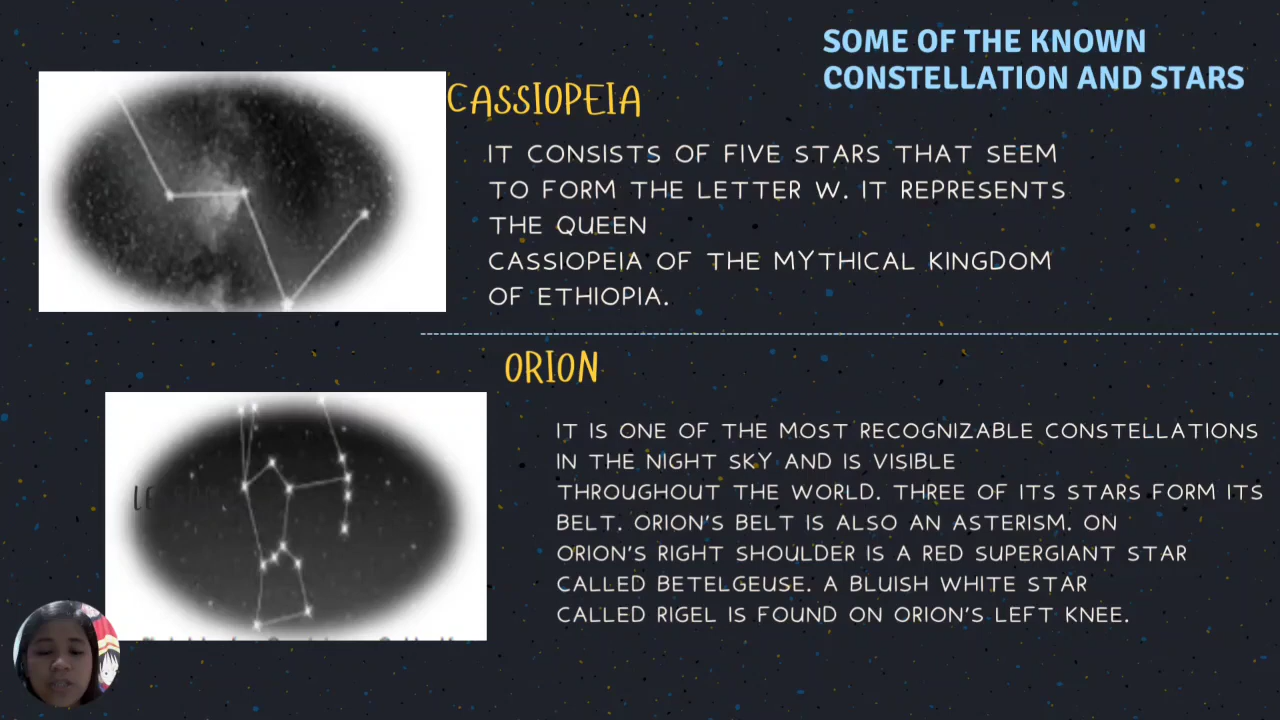 SOME OF THE KNOWN
CONSTELLATION AND STARS
CASSIOPEIA
IT CONSISTS OF FIVE STARS THAT SEEM
TO FORM THE LETTER W. IT REPRESENTS
THE QUEEN
CASSIOPEIA OF THE MYTHICAL KINGDOM
OF ETHIOPIA.
ORION
IT IS ONE OF THE MOST RECOGNIZABLE CONSTELLATIONS
IN THE NIGHT SKY AND IS VISIBLE
THROUGHOUT THE WORLD. THREE OF ITS STARS FORM ITS
BELT. ORION'S BELT IS ALSO AN ASTERISM. ON
ORION'S RIGHT SHOULDER IS A RED SUPERGIANT STAR
CALLED BETELGEUSE. A BLUISH WHITE STAR
CALLED RIGEL IS FOUND ON ORION'S LEFT KNEE.